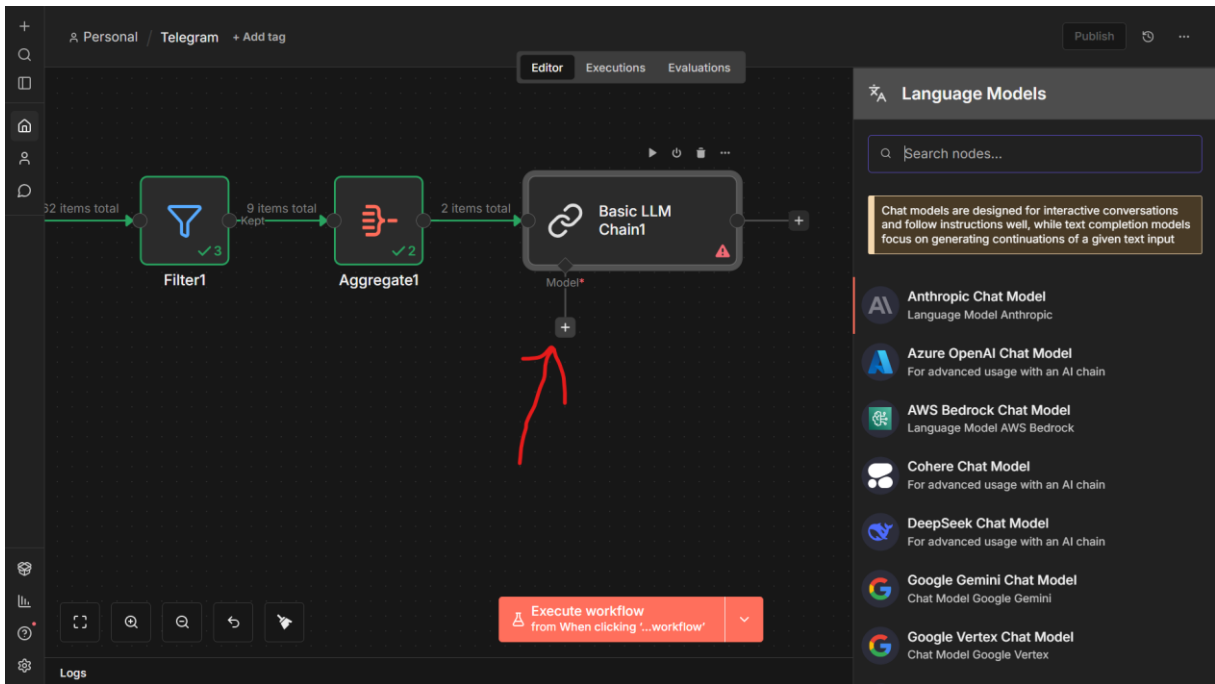 Personal / Telegram + Add tag
Publish
Editor Executions Evaluations
Language Models
Search nodes...
Chat models are designed for interactive conversations
and follow instructions well, while text completion models
focus on generating continuations of a given text input
62 items total
9 items total
Kept
2 items total
3
2
Filter1
Aggregate1
Basic LLM
Chain1
Model*
Anthropic Chat Model
Language Model Anthropic
Azure OpenAI Chat Model
For advanced usage with an AI chain
AWS Bedrock Chat Model
Language Model AWS Bedrock
Cohere Chat Model
For advanced usage with an AI chain
DeepSeek Chat Model
For advanced usage with an AI chain
Google Gemini Chat Model
Chat Model Google Gemini
Google Vertex Chat Model
Chat Model Google Vertex
Execute workflow
from When clicking '...workflow'
Logs